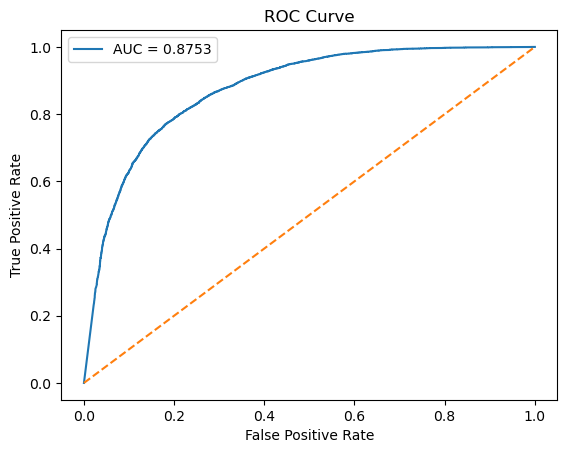 ROC Curve
AUC = 0.8753
1.0
0.8
0.6
0.4
0.2
0.0
True Positive Rate
0.0 0.2 0.4 0.6 0.8 1.0
False Positive Rate